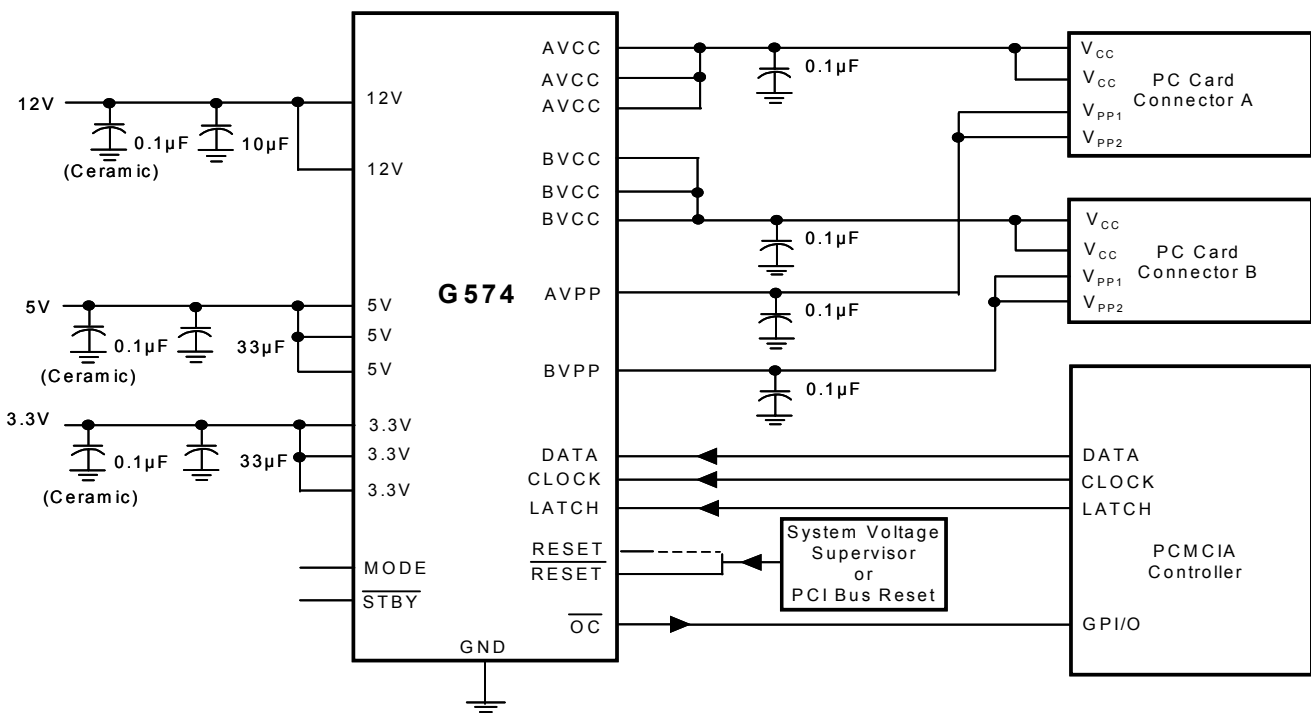 12V
0.1µF
(Ceramic)
10µF
12V
12V
5V
0.1µF
(Ceramic)
33µF
5V
5V
5V
3.3V
0.1µF
(Ceramic)
33µF
3.3V
3.3V
3.3V
MODE
STBY
G574
GND
AVCC
AVCC
AVCC
BVCC
BVCC
BVCC
AVPP
BVPP
DATA
CLOCK
LATCH
RESET
RESET
OC
0.1µF
0.1µF
0.1µF
0.1µF
VCC
VCC
VPP1
VPP2
PC Card
Connector A
VCC
VCC
VPP1
VPP2
PC Card
Connector B
System Voltage
Supervisor
or
PCI Bus Reset
DATA
CLOCK
LATCH
PCMCIA
Controller
GPI/O